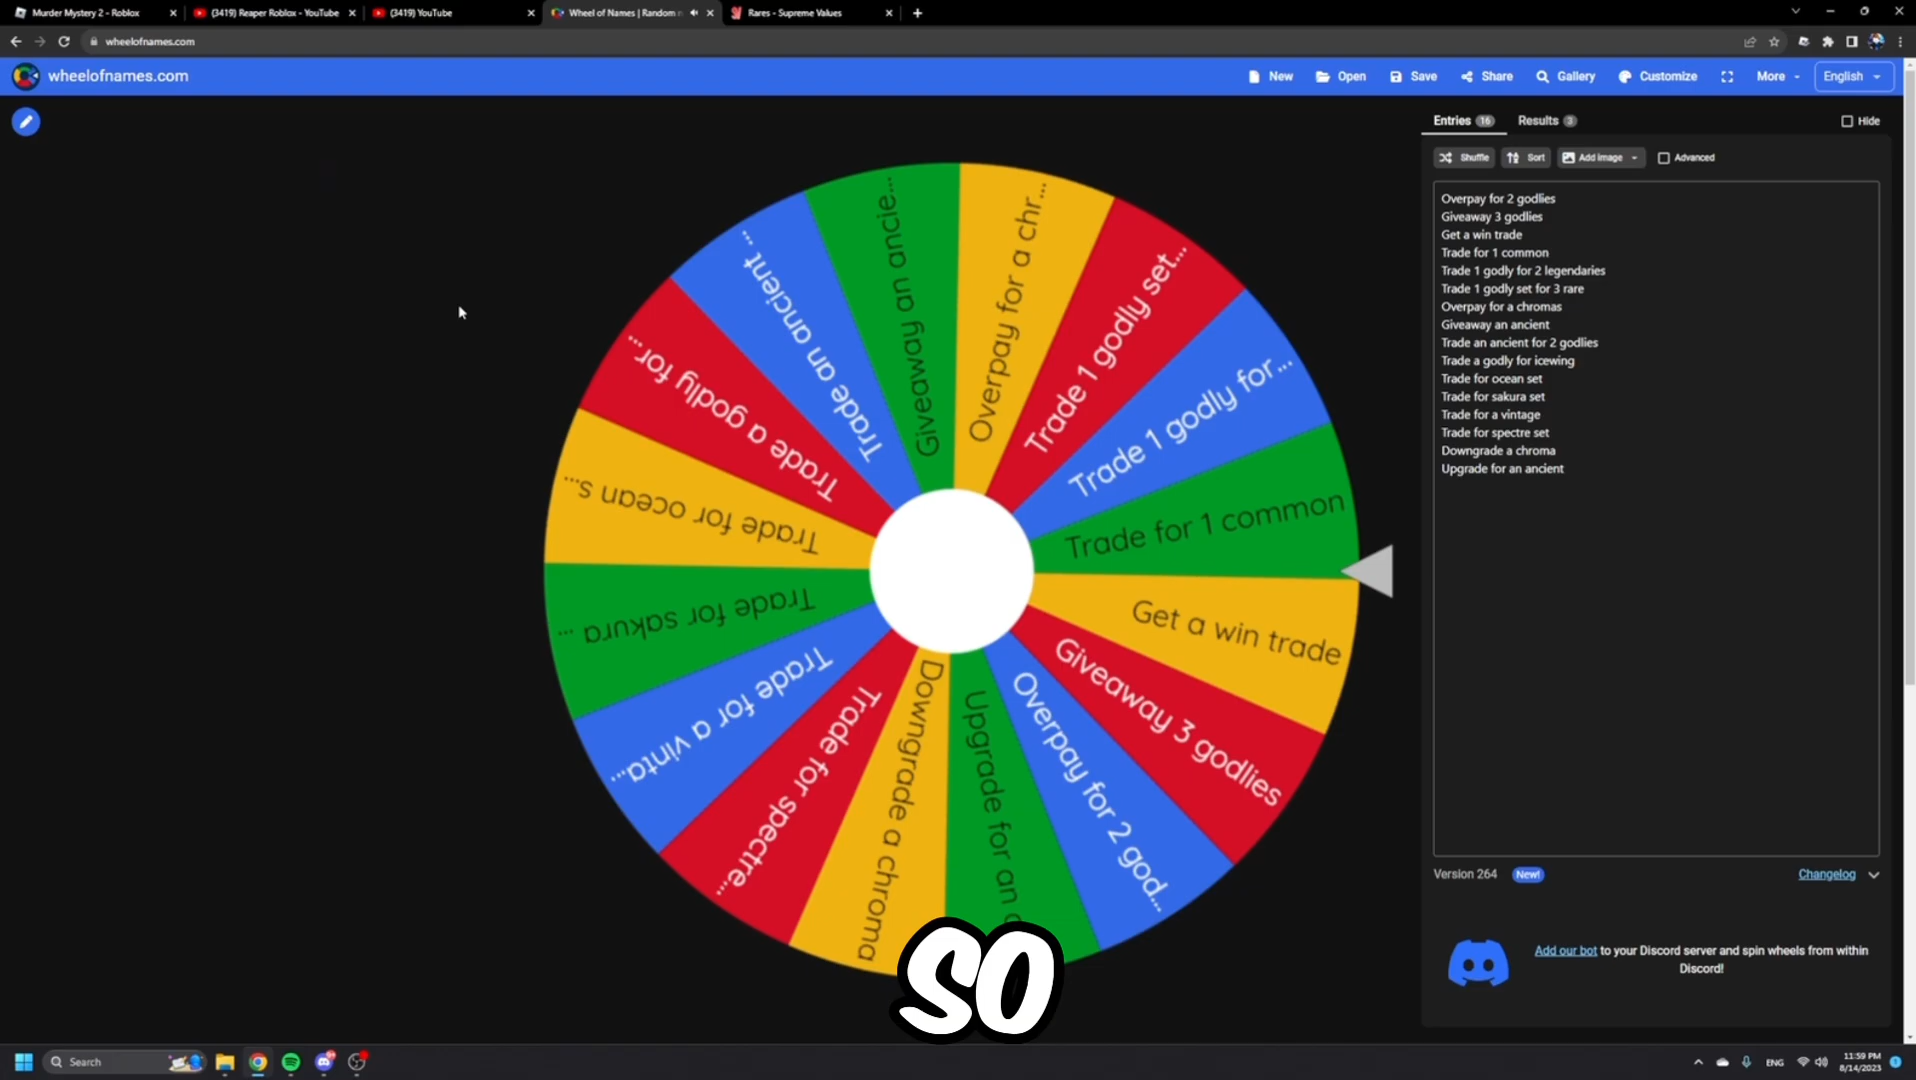 Murder Mystery 2 - Roblox
(3419) Reaper Roblox - YouTube
(3419) YouTube
Wheel of Names | Random n
Rares - Supreme Values
wheelofnames.com
wheelofnames.com
New
Open
Save
Share
Gallery
Customize
More
English
Entries 16
Results 3
Hide
Shuffle
Sort
Add image
Advanced
Overpay for 2 godlies
Giveaway 3 godlies
Get a win trade
Trade for 1 common
Trade 1 godly for 2 legendaries
Trade 1 godly set for 3 rare
Overpay for a chromas
Giveaway an ancient
Trade an ancient for 2 godlies
Trade a godly for icewing
Trade for ocean set
Trade for sakura set
Trade for a vintage
Trade for spectre set
Downgrade a chroma
Upgrade for an ancient
Giveaway an ancie...
Overpay for a chr...
Trade 1 godly set...
Trade 1 godly for...
Trade for 1 common
Get a win trade
Giveaway 3 godlies
Overpay for 2 god...
Upgrade for an
Downgrade a chroma
Trade for spectre...
Trade for a vinta...
Trade for sakura ...
Trade for ocean s...
Trade a godly for...
Trade an ancient ...
Version 264
New!
Changelog
Add our bot to your Discord server and spin wheels from within
Discord!
SO
Search
ENG
11:59 PM
8/14/2023